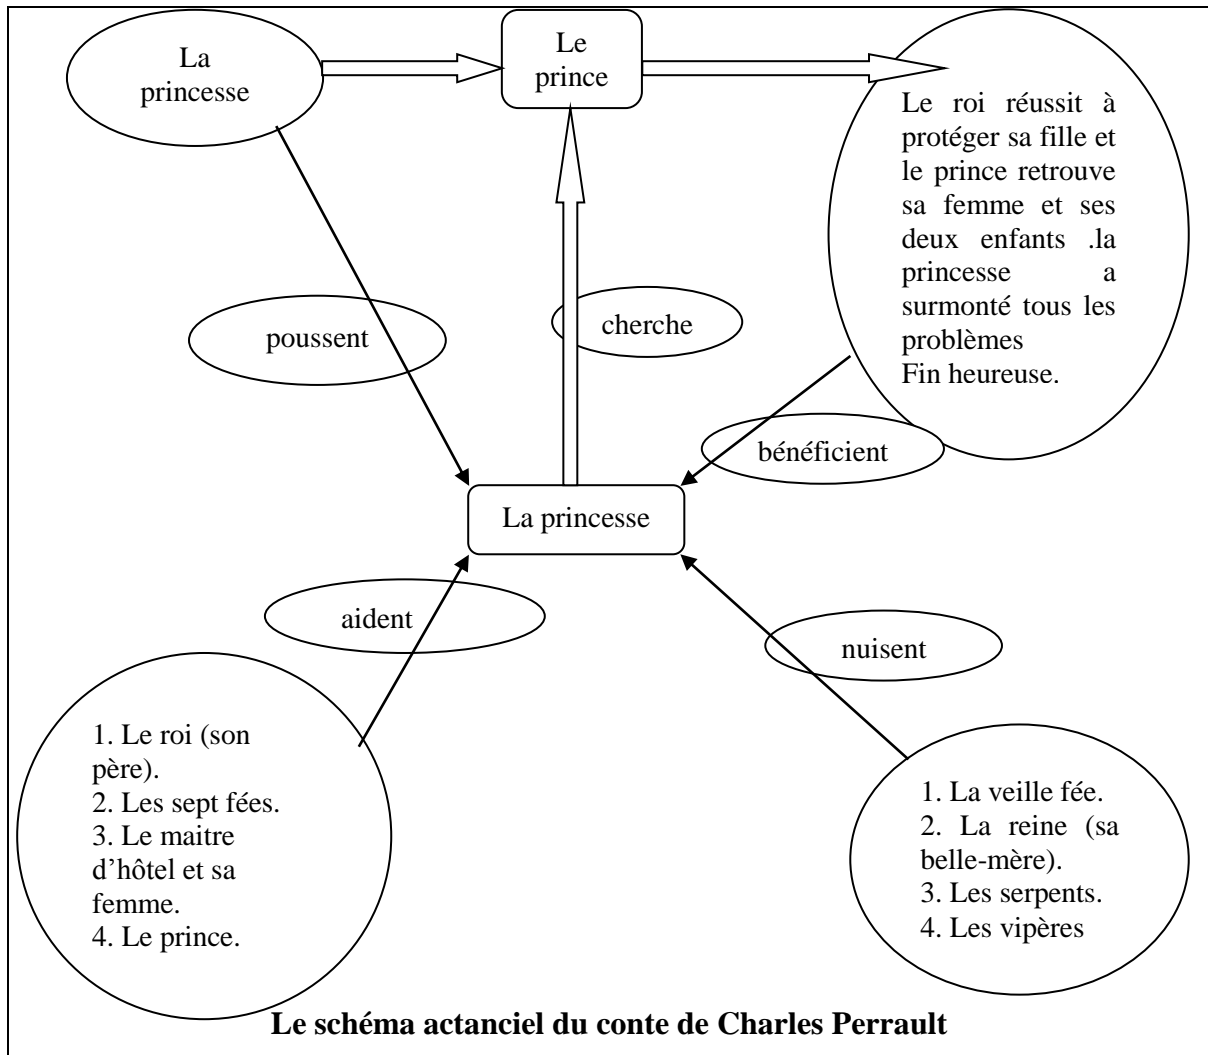 La
princesse
Le
prince
Le roi réussit à
protéger sa fille et
le prince retrouve
sa femme et ses
deux enfants .la
princesse a
surmonté tous les
problèmes
Fin heureuse.
poussent
cherche
bénéficient
La princesse
aident
nuisent
1. Le roi (son
père).
2. Les sept fées.
3. Le maitre
d’hôtel et sa
femme.
4. Le prince.
1. La veille fée.
2. La reine (sa
belle-mère).
3. Les serpents.
4. Les vipères
Le schéma actanciel du conte de Charles Perrault